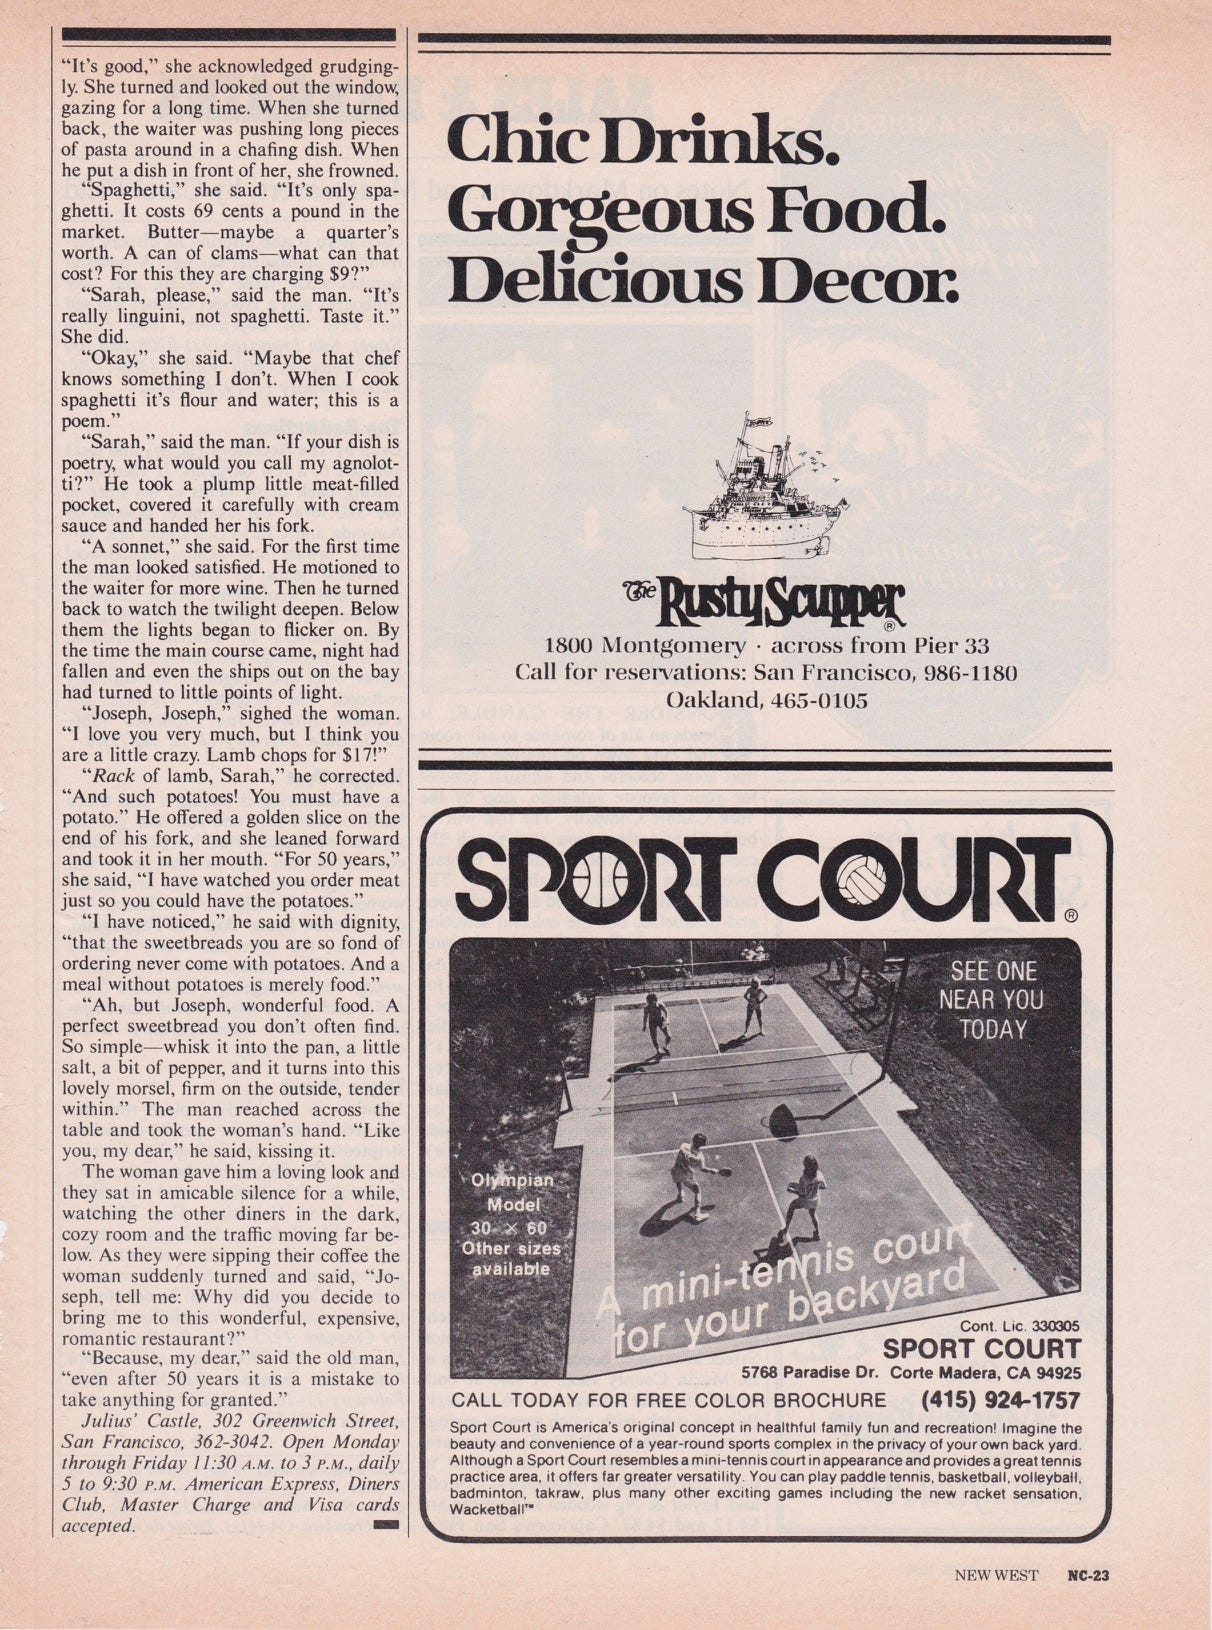 “It's good,” she acknowledged grudging-
ly. She turned and looked out the window,
gazing for a long time. When she turned
back, the waiter was pushing long pieces
of pasta around in a chafing dish. When
he put a dish in front of her, she frowned.
“Spaghetti,” she said. “It's only spa-
ghetti. It costs 69 cents a pound in the
market. Butter—maybe a quarter's
worth. A can of clams—what can that
cost? For this they are charging $9?”
“Sarah, please,” said the man. “It's
really linguini, not spaghetti. Taste it.”
She did.
“Okay,” she said. “Maybe that chef
knows something I don't. When I cook
spaghetti it's flour and water; this is a
poem.”
“Sarah,” said the man. “If your dish is
poetry, what would you call my agnolot-
ti?” He took a plump little meat-filled
pocket, covered it carefully with cream
sauce and handed her his fork.
“A sonnet,” she said. For the first time
the man looked satisfied. He motioned to
the waiter for more wine. Then he turned
back to watch the twilight deepen. Below
them the lights began to flicker on. By
the time the main course came, night had
fallen and even the ships out on the bay
had turned to little points of light.
“Joseph, Joseph,” sighed the woman.
“I love you very much, but I think you
are a little crazy. Lamb chops for $17!”
“Rack of lamb, Sarah,” he corrected.
“And such potatoes! You must have a
potato.” He offered a golden slice on the
end of his fork, and she leaned forward
and took it in her mouth. “For 50 years,”
she said, “I have watched you order meat
just so you could have the potatoes.”
“I have noticed,” he said with dignity,
“that the sweetbreads you are so fond of
ordering never come with potatoes. And a
meal without potatoes is merely food.”
“Ah, but Joseph, wonderful food. A
perfect sweetbread you don't often find.
So simple—whisk it into the pan, a little
salt, a bit of pepper, and it turns into this
lovely morsel, firm on the outside, tender
within.” The man reached across the
table and took the woman's hand. “Like
you, my dear,” he said, kissing it.
The woman gave him a loving look and
they sat in amicable silence for a while,
watching the other diners in the dark,
cozy room and the traffic moving far be-
low. As they were sipping their coffee the
woman suddenly turned and said, “Jo-
seph, tell me: Why did you decide to
bring me to this wonderful, expensive,
romantic restaurant?”
“Because, my dear,” said the old man,
“even after 50 years it is a mistake to
take anything for granted.”
Julius' Castle, 302 Greenwich Street,
San Francisco, 362-3042. Open Monday
through Friday 11:30 A.M. to 3 P.M., daily
5 to 9:30 P.M. American Express, Diners
Club, Master Charge and Visa cards
accepted.
Chic Drinks.
Gorgeous Food.
Delicious Decor.
The Rusty Scupper®
1800 Montgomery · across from Pier 33
Call for reservations: San Francisco, 986-1180
Oakland, 465-0105
SPORT COURT®
SEE ONE
NEAR YOU
TODAY
Olympian
Model
30 × 60
Other sizes
available
A mini-tennis court
for your backyard
Cont. Lic. 330305
SPORT COURT
5768 Paradise Dr. Corte Madera, CA 94925
CALL TODAY FOR FREE COLOR BROCHURE (415) 924-1757
Sport Court is America's original concept in healthful family fun and recreation! Imagine the
beauty and convenience of a year-round sports complex in the privacy of your own back yard.
Although a Sport Court resembles a mini-tennis court in appearance and provides a great tennis
practice area, it offers far greater versatility. You can play paddle tennis, basketball, volleyball,
badminton, takraw, plus many other exciting games including the new racket sensation,
Wacketball™
NEW WEST NC-23